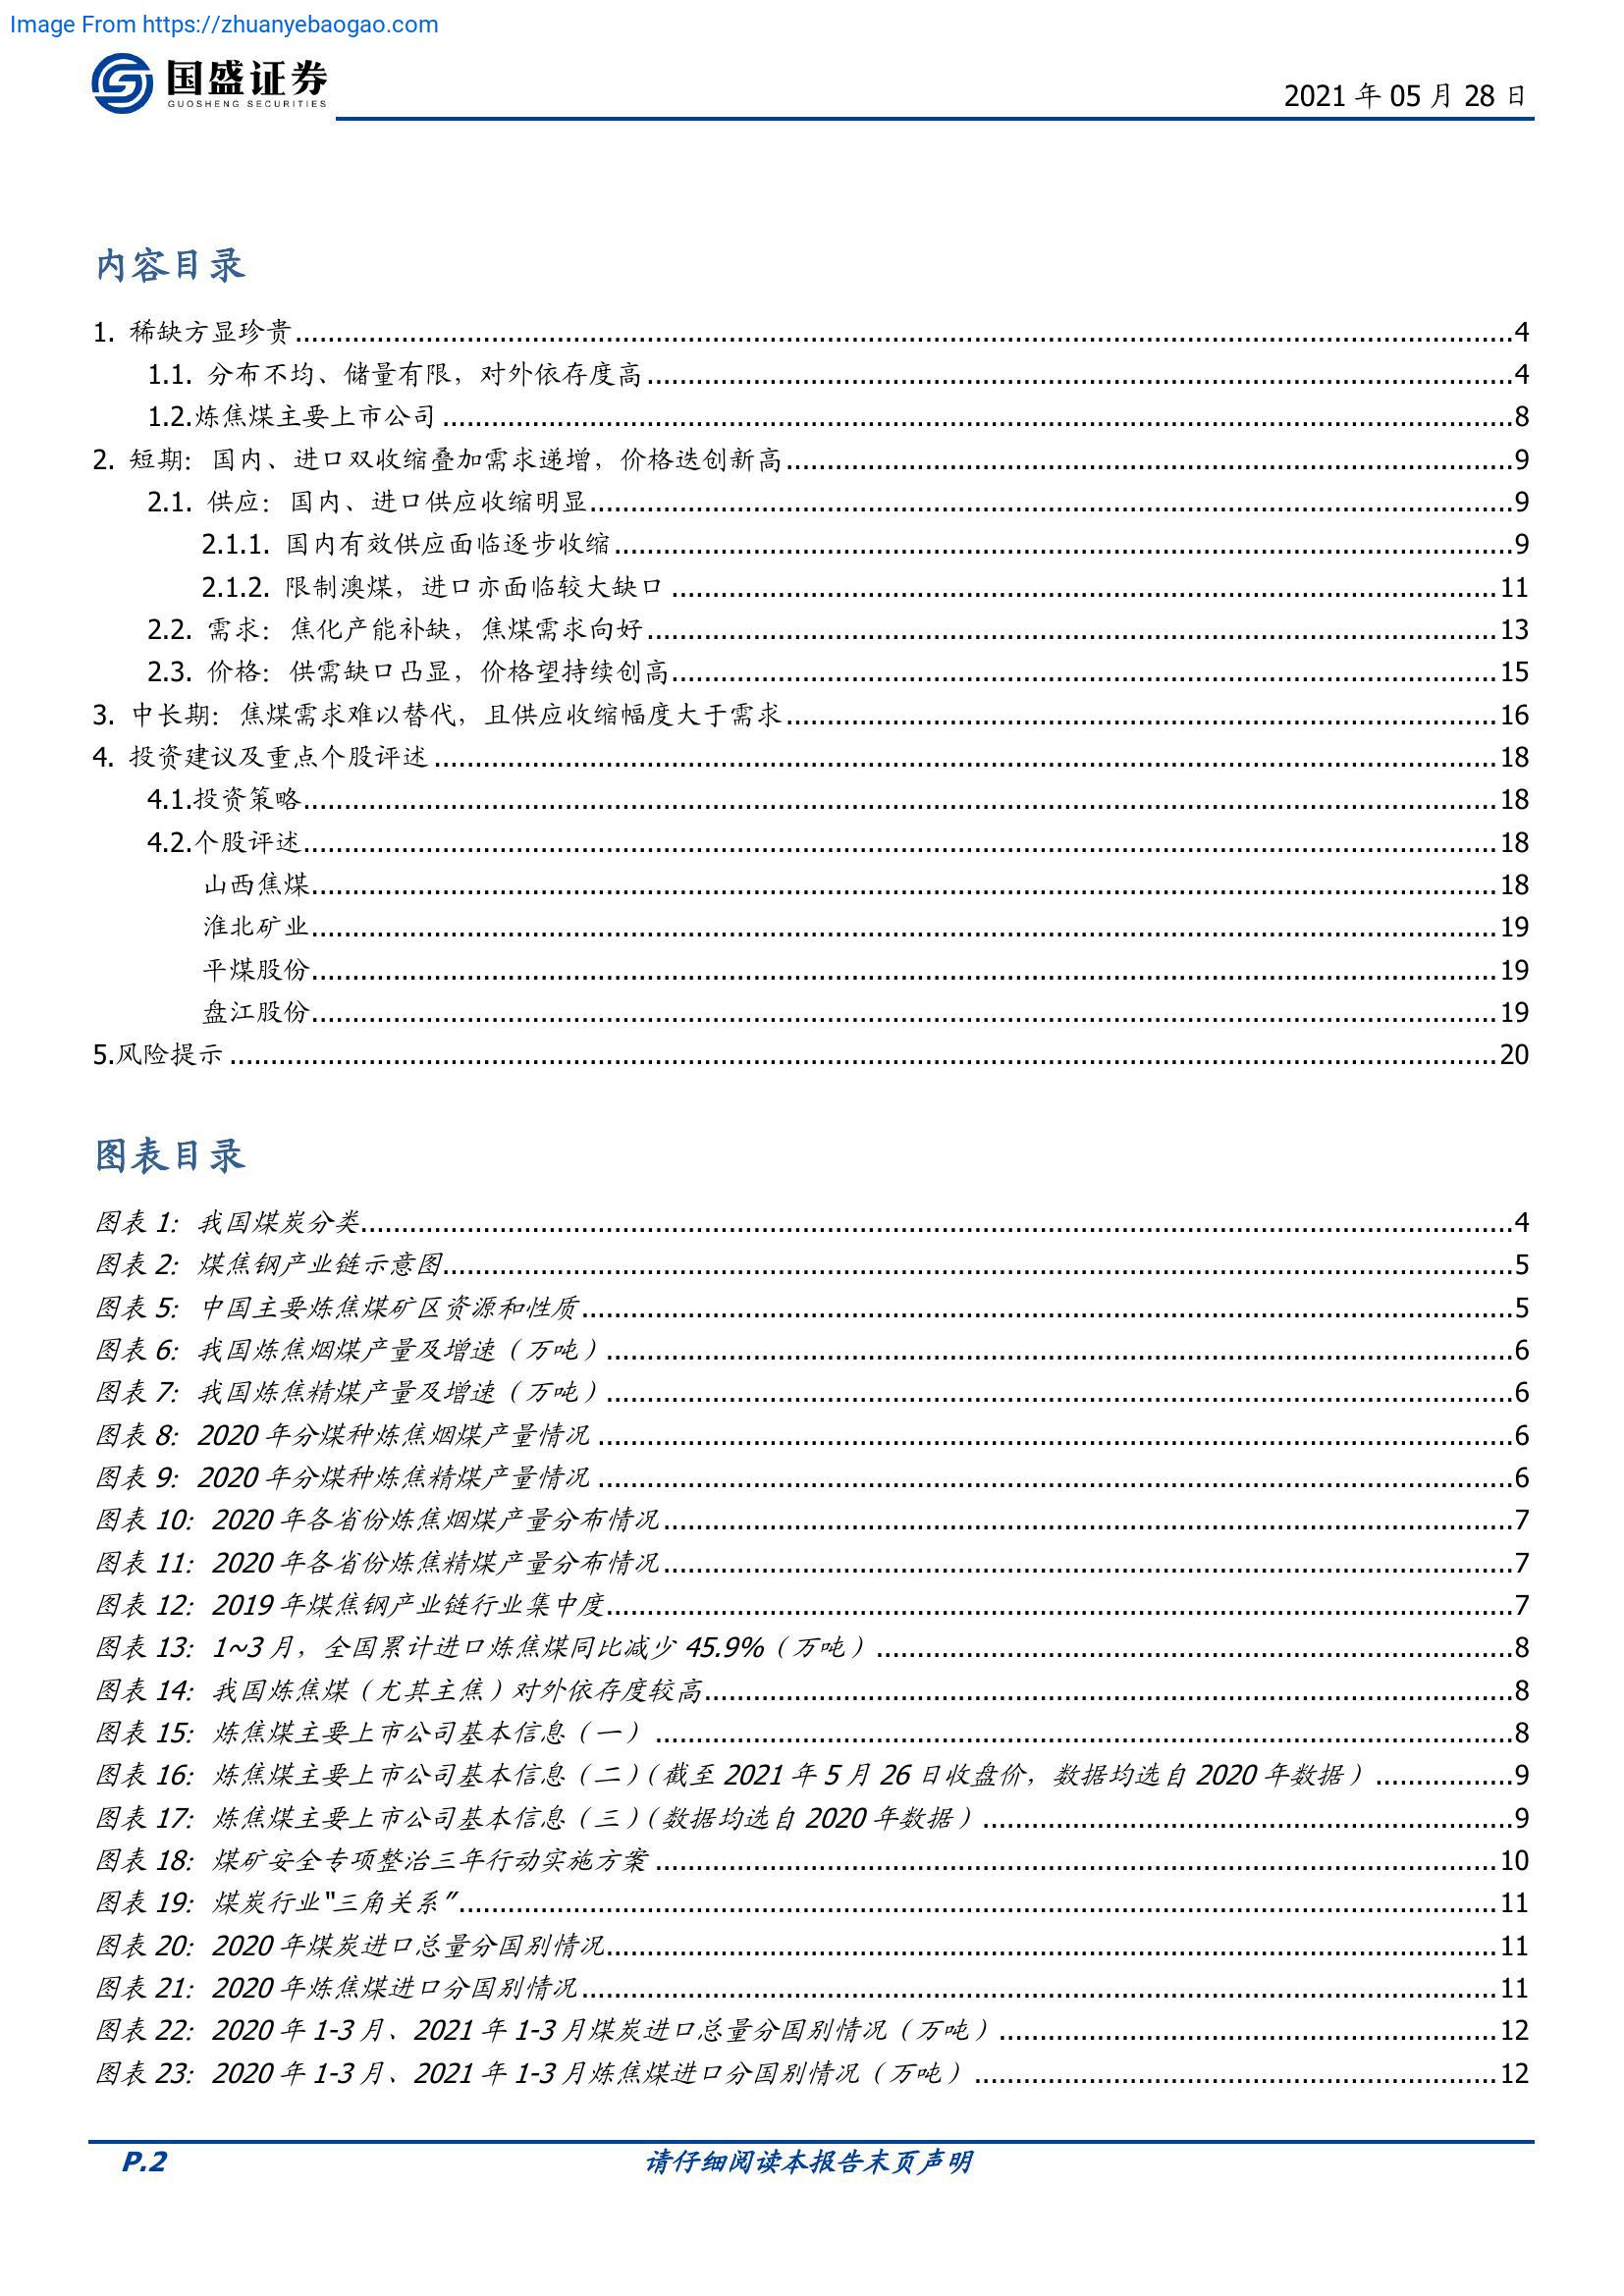 Image From https://zhuanyebaogao.com
国盛证券
GUOSHENG SECURITIES
2021 年 05 月 28 日
内容目录
1. 稀缺方显珍贵 4
1.1. 分布不均、储量有限，对外依存度高 4
1.2.炼焦煤主要上市公司 8
2. 短期：国内、进口双收缩叠加需求递增，价格迭创新高 9
2.1. 供应：国内、进口供应收缩明显 9
2.1.1. 国内有效供应面临逐步收缩 9
2.1.2. 限制澳煤，进口亦面临较大缺口 11
2.2. 需求：焦化产能补缺，焦煤需求向好 13
2.3. 价格：供需缺口凸显，价格望持续创高 15
3. 中长期：焦煤需求难以替代，且供应收缩幅度大于需求 16
4. 投资建议及重点个股评述 18
4.1.投资策略 18
4.2.个股评述 18
山西焦煤 18
淮北矿业 19
平煤股份 19
盘江股份 19
5.风险提示 20
图表目录
图表 1：我国煤炭分类 4
图表 2：煤焦钢产业链示意图 5
图表 5：中国主要炼焦煤矿区资源和性质 5
图表 6：我国炼焦烟煤产量及增速（万吨） 6
图表 7：我国炼焦精煤产量及增速（万吨） 6
图表 8：2020 年分煤种炼焦烟煤产量情况 6
图表 9：2020 年分煤种炼焦精煤产量情况 6
图表 10：2020 年各省份炼焦烟煤产量分布情况 7
图表 11：2020 年各省份炼焦精煤产量分布情况 7
图表 12：2019 年煤焦钢产业链行业集中度 7
图表 13：1~3 月，全国累计进口炼焦煤同比减少 45.9%（万吨） 8
图表 14：我国炼焦煤（尤其主焦）对外依存度较高 8
图表 15：炼焦煤主要上市公司基本信息（一） 8
图表 16：炼焦煤主要上市公司基本信息（二）（截至 2021 年 5 月 26 日收盘价，数据均选自 2020 年数据） 9
图表 17：炼焦煤主要上市公司基本信息（三）（数据均选自 2020 年数据） 9
图表 18：煤矿安全专项整治三年行动实施方案 10
图表 19：煤炭行业"三角关系" 11
图表 20：2020 年煤炭进口总量分国别情况 11
图表 21：2020 年炼焦煤进口分国别情况 11
图表 22：2020 年 1-3 月、2021 年 1-3 月煤炭进口总量分国别情况（万吨） 12
图表 23：2020 年 1-3 月、2021 年 1-3 月炼焦煤进口分国别情况（万吨） 12
P.2 请仔细阅读本报告末页声明